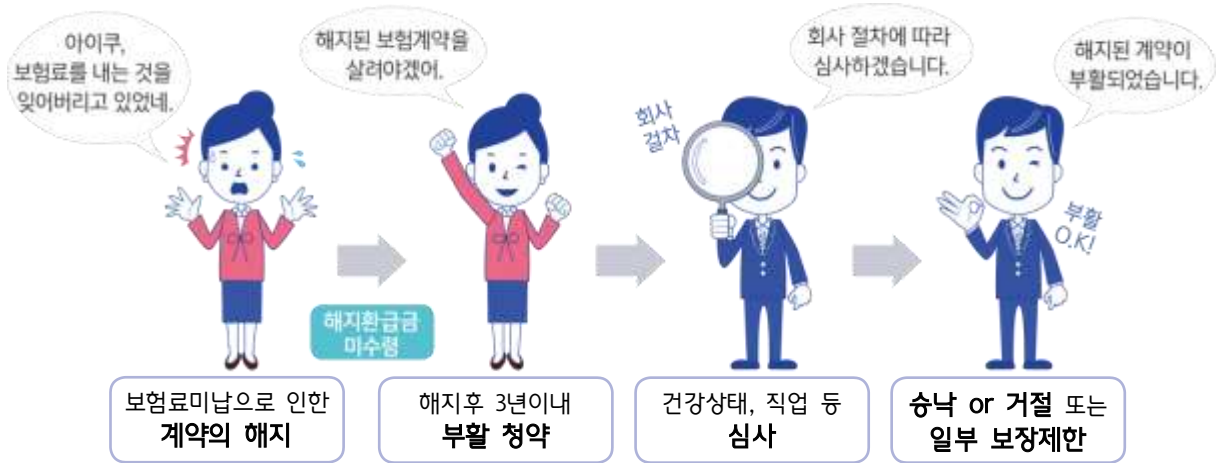 아이쿠,
보험료를 내는 것을
잊어버리고 있었네.
해지된 보험계약을
살려야겠어.
회사 절차에 따라
심사하겠습니다.
해지된 계약이
부활되었습니다.
회사
절차
부활
O.K!
해지환급금
미수령
보험료미납으로 인한
계약의 해지
해지후 3년이내
부활 청약
건강상태, 직업 등
심사
승낙 or 거절 또는
일부 보장제한